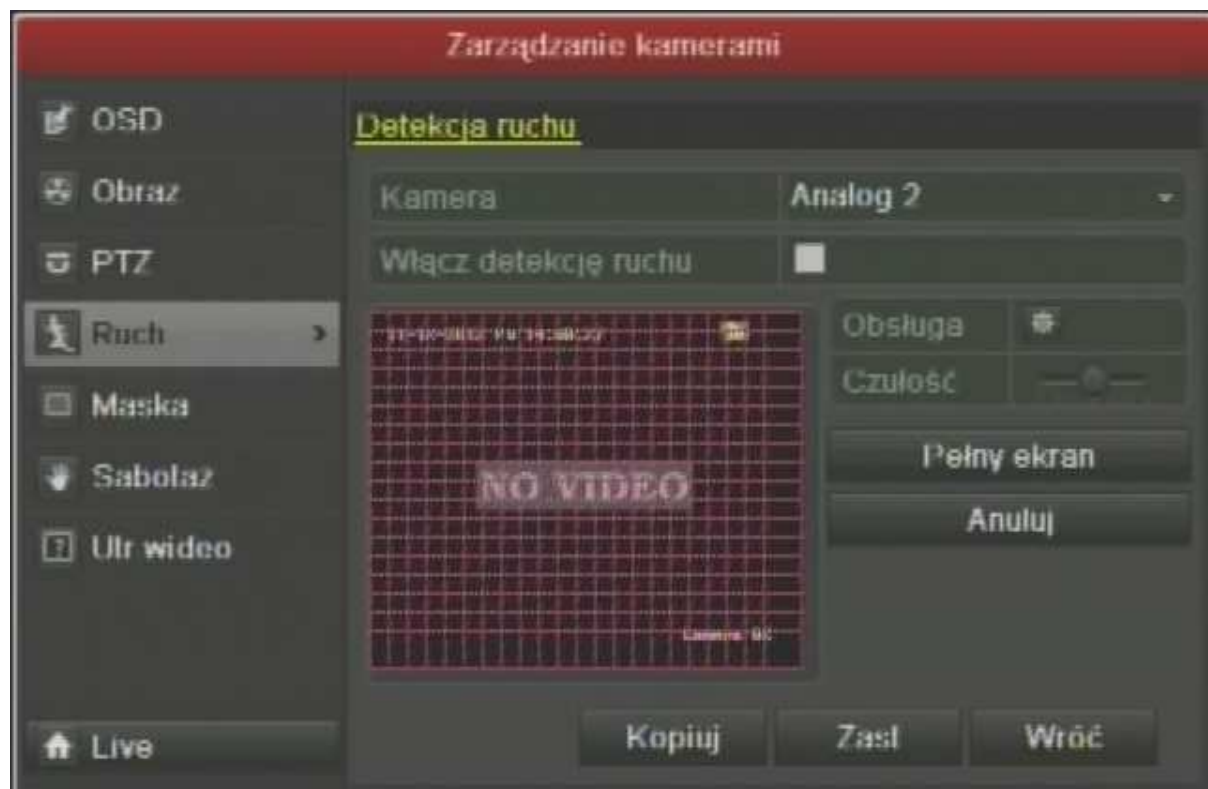 Zarządzanie kamerami
OSD
Obraz
PTZ
Ruch
Maska
Sabotaż
Utr wideo
Live
Detekcja ruchu
Kamera
Analog 2
Włącz detekcję ruchu
Obsługa
Czułość
NO VIDEO
Pełny ekran
Anuluj
Kopiuj
Zast
Wróć